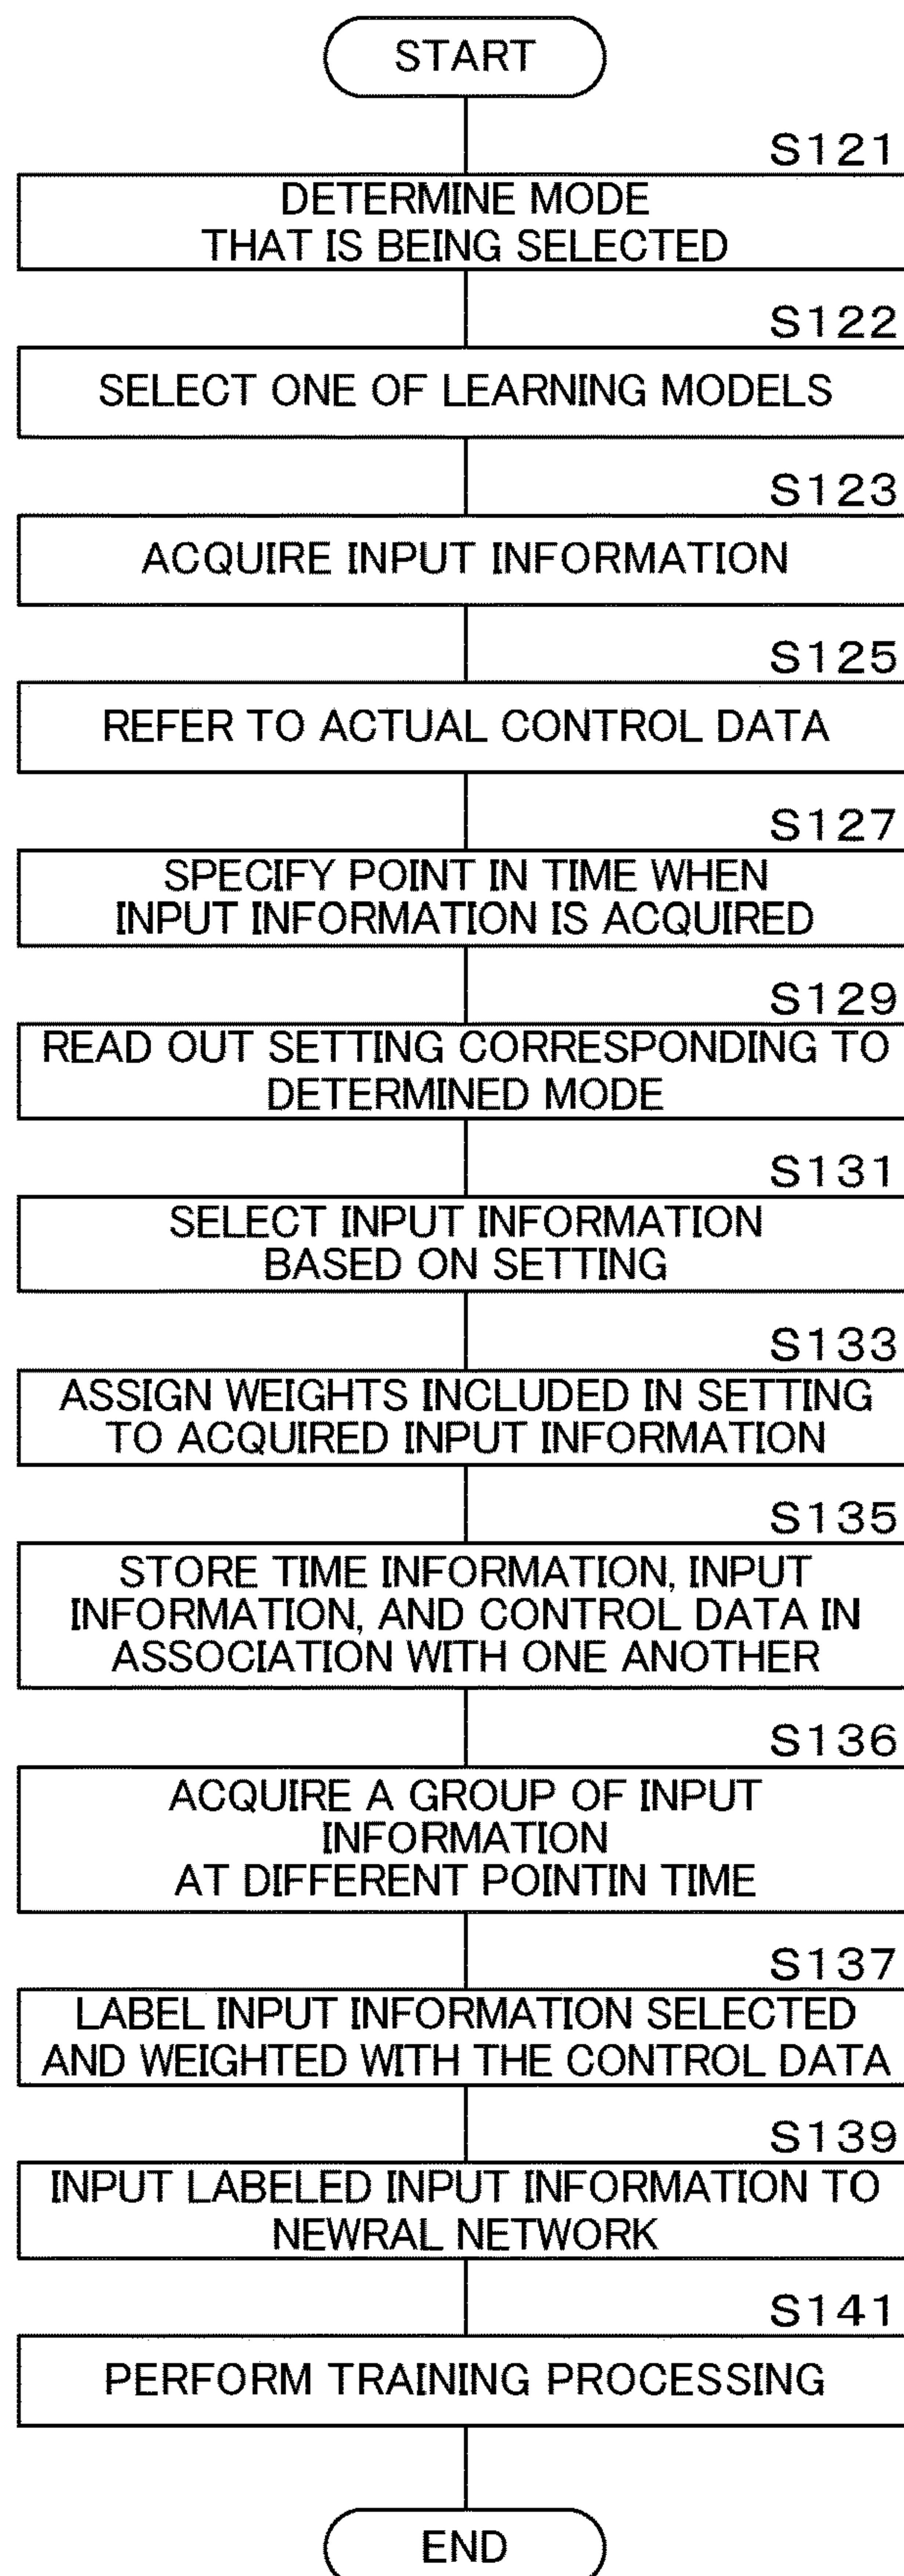 START
S121
DETERMINE MODE
THAT IS BEING SELECTED
S122
SELECT ONE OF LEARNING MODELS
S123
ACQUIRE INPUT INFORMATION
S125
REFER TO ACTUAL CONTROL DATA
S127
SPECIFY POINT IN TIME WHEN
INPUT INFORMATION IS ACQUIRED
S129
READ OUT SETTING CORRESPONDING TO
DETERMINED MODE
S131
SELECT INPUT INFORMATION
BASED ON SETTING
S133
ASSIGN WEIGHTS INCLUDED IN SETTING
TO ACQUIRED INPUT INFORMATION
S135
STORE TIME INFORMATION, INPUT
INFORMATION, AND CONTROL DATA IN
ASSOCIATION WITH ONE ANOTHER
S136
ACQUIRE A GROUP OF INPUT
INFORMATION
AT DIFFERENT POINTIN TIME
S137
LABEL INPUT INFORMATION SELECTED
AND WEIGHTED WITH THE CONTROL DATA
S139
INPUT LABELED INPUT INFORMATION TO
NEWRAL NETWORK
S141
PERFORM TRAINING PROCESSING
END